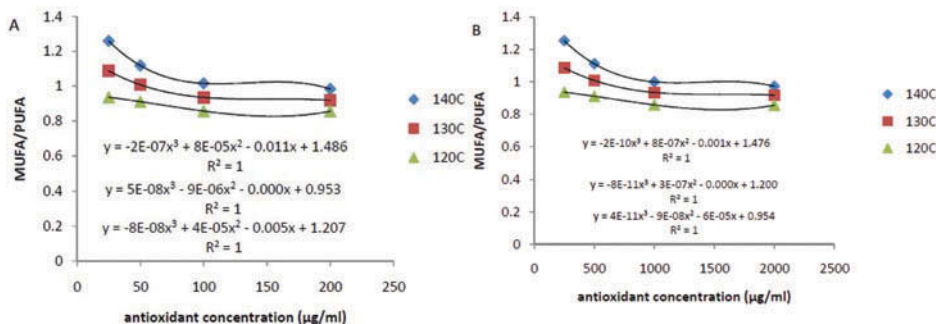 A
1.4
1.2
1
0.8
0.6
0.4
0.2
0
MUFA/PUFA
y = -2E-07x³ + 8E-05x² - 0.011x + 1.486
R² = 1
y = 5E-08x³ - 9E-06x² - 0.000x + 0.953
R² = 1
y = -8E-08x³ + 4E-05x² - 0.005x + 1.207
R² = 1
0 50 100 150 200 250
antioxidant concentration (µg/ml)
140C
130C
120C
B
1.4
1.2
1
0.8
0.6
0.4
0.2
0
MUFA/PUFA
y = -2E-10x³ + 8E-07x² - 0.001x + 1.476
R² = 1
y = -8E-11x³ + 3E-07x² - 0.000x + 1.200
R² = 1
y = 4E-11x³ - 9E-08x² - 6E-05x + 0.954
R² = 1
0 500 1000 1500 2000 2500
antioxidant concentration (µg/ml)
140C
130C
120C